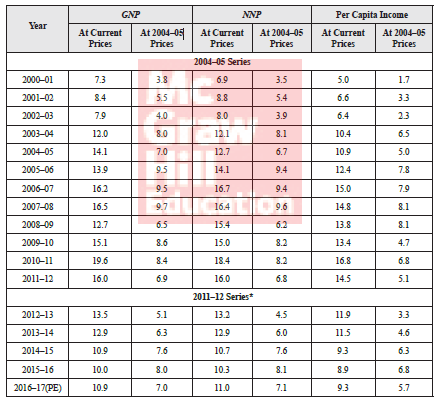 Year GNP NNP Per Capita Income
At Current Prices At 2004–05 Prices At Current Prices At 2004–05 Prices At Current Prices At 2004–05 Prices
2004–05 Series
2000–01 7.3 3.8 6.9 3.5 5.0 1.7
2001–02 8.4 5.5 8.8 5.4 6.6 3.3
2002–03 7.9 4.0 8.0 3.9 6.4 2.3
2003–04 12.0 8.0 12.1 8.1 10.4 6.5
2004–05 14.1 7.0 12.7 6.7 10.9 5.0
2005–06 13.9 9.5 14.1 9.4 12.4 7.8
2006–07 16.2 9.5 16.7 9.4 15.0 7.9
2007–08 16.5 9.7 16.4 9.6 14.8 8.1
2008–09 12.7 6.5 15.4 6.2 13.8 8.1
2009–10 15.1 8.6 15.0 8.2 13.4 4.7
2010–11 19.6 8.4 18.4 8.2 16.8 6.8
2011–12 16.0 6.9 16.0 6.8 14.5 5.1
2011–12 Series*
2012–13 13.5 5.1 13.2 4.5 11.9 3.3
2013–14 12.9 6.3 12.9 6.0 11.5 4.6
2014–15 10.9 7.6 10.7 7.6 9.3 6.3
2015–16 10.0 8.0 10.3 8.1 8.9 6.8
2016–17(PE) 10.9 7.0 11.0 7.1 9.3 5.7
Mc
Graw
Hill
Education